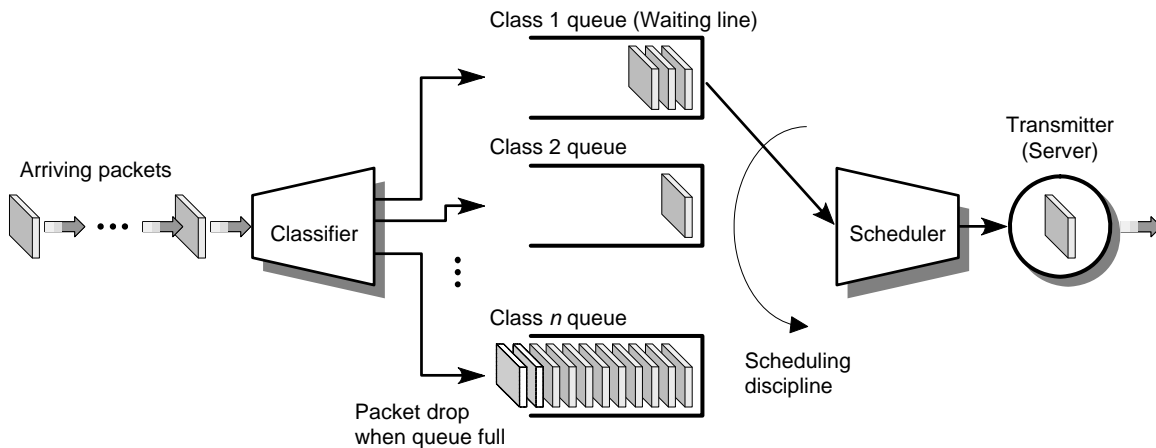 Class 1 queue (Waiting line)
Class 2 queue
Transmitter
(Server)
Arriving packets
Classifier
Scheduler
Class n queue
Scheduling
discipline
Packet drop
when queue full